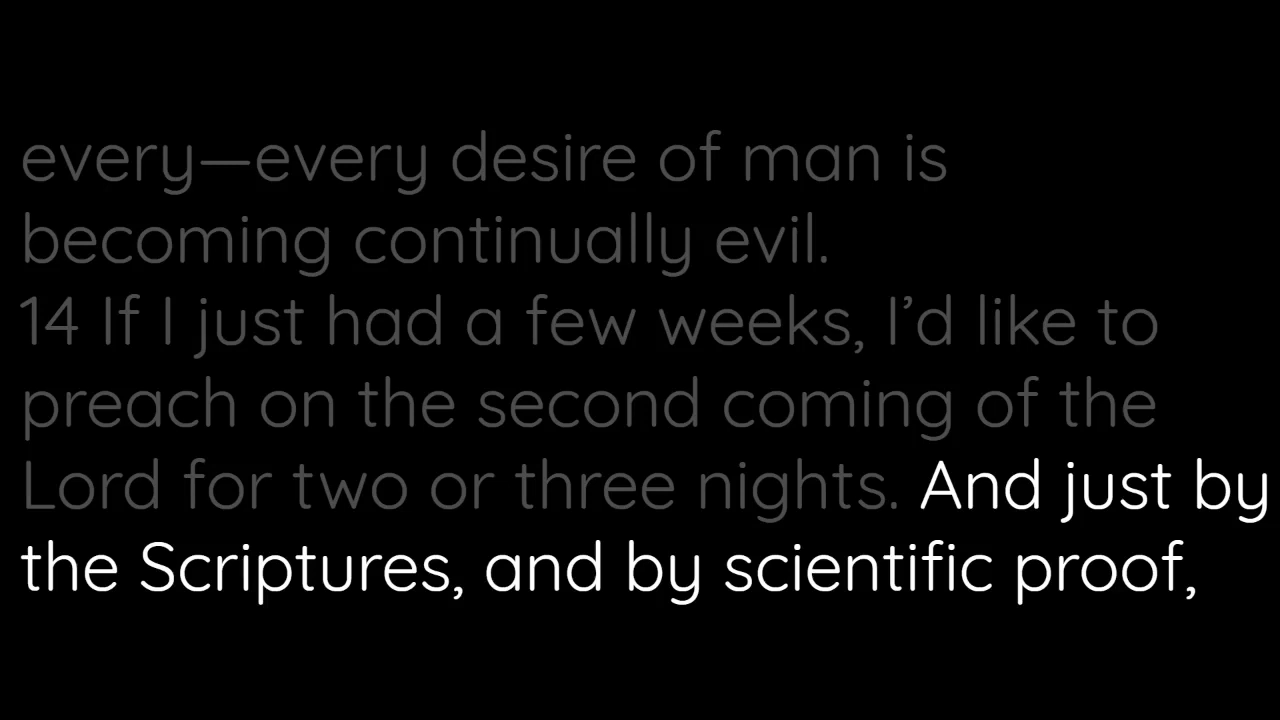 every—every desire of man is
becoming continually evil.
14 If I just had a few weeks, I’d like to
preach on the second coming of the
Lord for two or three nights. And just by
the Scriptures, and by scientific proof,